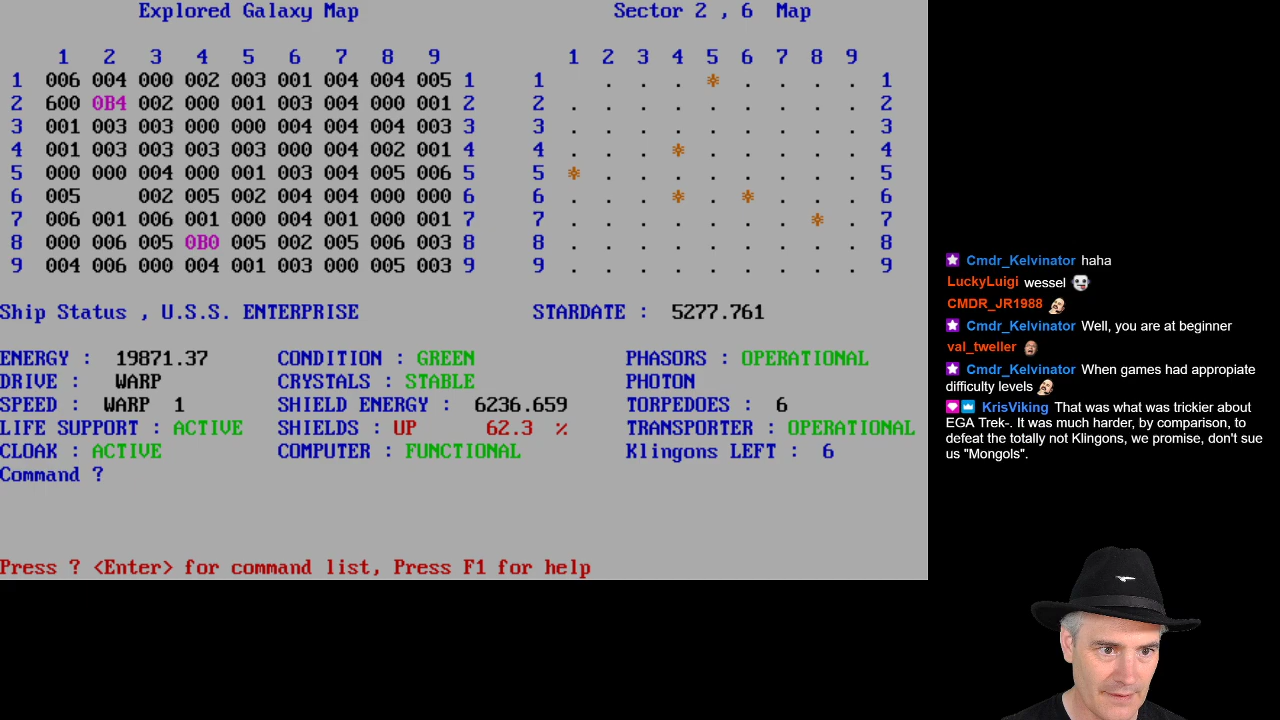 Explored Galaxy Map Sector 2 , 6 Map
1 2 3 4 5 6 7 8 9 1 2 3 4 5 6 7 8 9
1 006 004 000 002 003 001 004 004 005 1 1 . . . * . . . . 1
2 600 0B4 002 000 001 003 004 000 001 2 2 . . . . . . . . . 2
3 001 003 003 000 000 004 004 004 003 3 3 . . . . . . . . . 3
4 001 003 003 003 003 000 004 002 001 4 4 . . . * . . . . . 4
5 000 000 004 000 001 003 004 005 006 5 5 * . . . . . . . . 5
6 005 002 005 002 004 004 000 000 6 6 . . . * . * . . . 6
7 006 001 006 001 000 004 001 000 001 7 7 . . . . . . . * . 7
8 000 006 005 0B0 005 002 005 006 003 8 8 . . . . . . . . . 8
9 004 006 000 004 001 003 000 005 003 9 9 . . . . . . . . . 9
Ship Status , U.S.S. ENTERPRISE STARDATE : 5277.761
ENERGY : 19871.37 CONDITION : GREEN PHASORS : OPERATIONAL
DRIVE : WARP CRYSTALS : STABLE PHOTON
SPEED : WARP 1 SHIELD ENERGY : 6236.659 TORPEDOES : 6
LIFE SUPPORT : ACTIVE SHIELDS : UP 62.3 % TRANSPORTER : OPERATIONAL
CLOAK : ACTIVE COMPUTER : FUNCTIONAL Klingons LEFT : 6
Command ?
Press ? <Enter> for command list, Press F1 for help
Cmdr_Kelvinator haha
LuckyLuigi wessel
CMDR_JR1988
Cmdr_Kelvinator Well, you are at beginner
val_tweller
Cmdr_Kelvinator When games had appropiate
difficulty levels
KrisViking That was what was trickier about
EGA Trek-. It was much harder, by comparison, to
defeat the totally not Klingons, we promise, don't sue
us "Mongols".